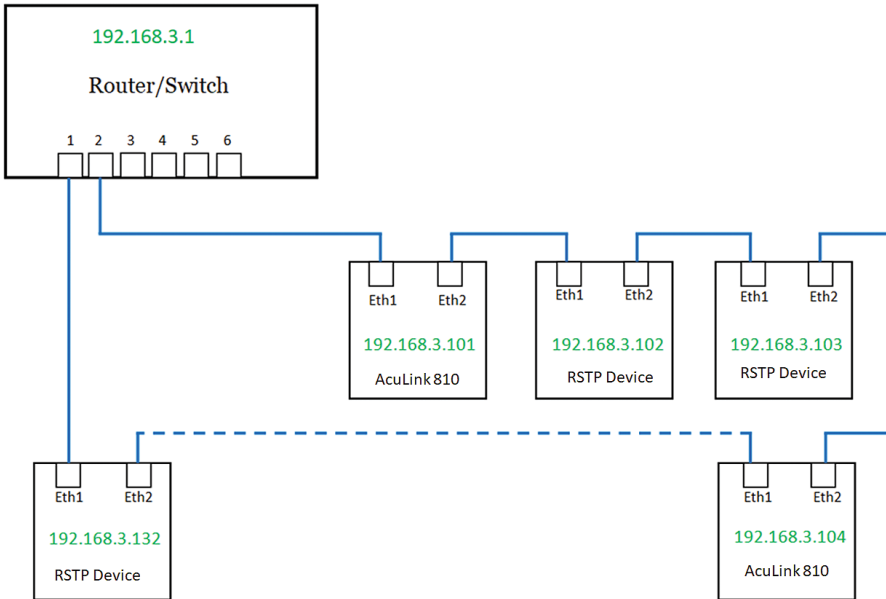 192.168.3.1
Router/Switch
1 2 3 4 5 6
Eth1 Eth2
192.168.3.101
AcuLink 810
Eth1 Eth2
192.168.3.102
RSTP Device
Eth1 Eth2
192.168.3.103
RSTP Device
Eth1 Eth2
192.168.3.132
RSTP Device
Eth1 Eth2
192.168.3.104
AcuLink 810